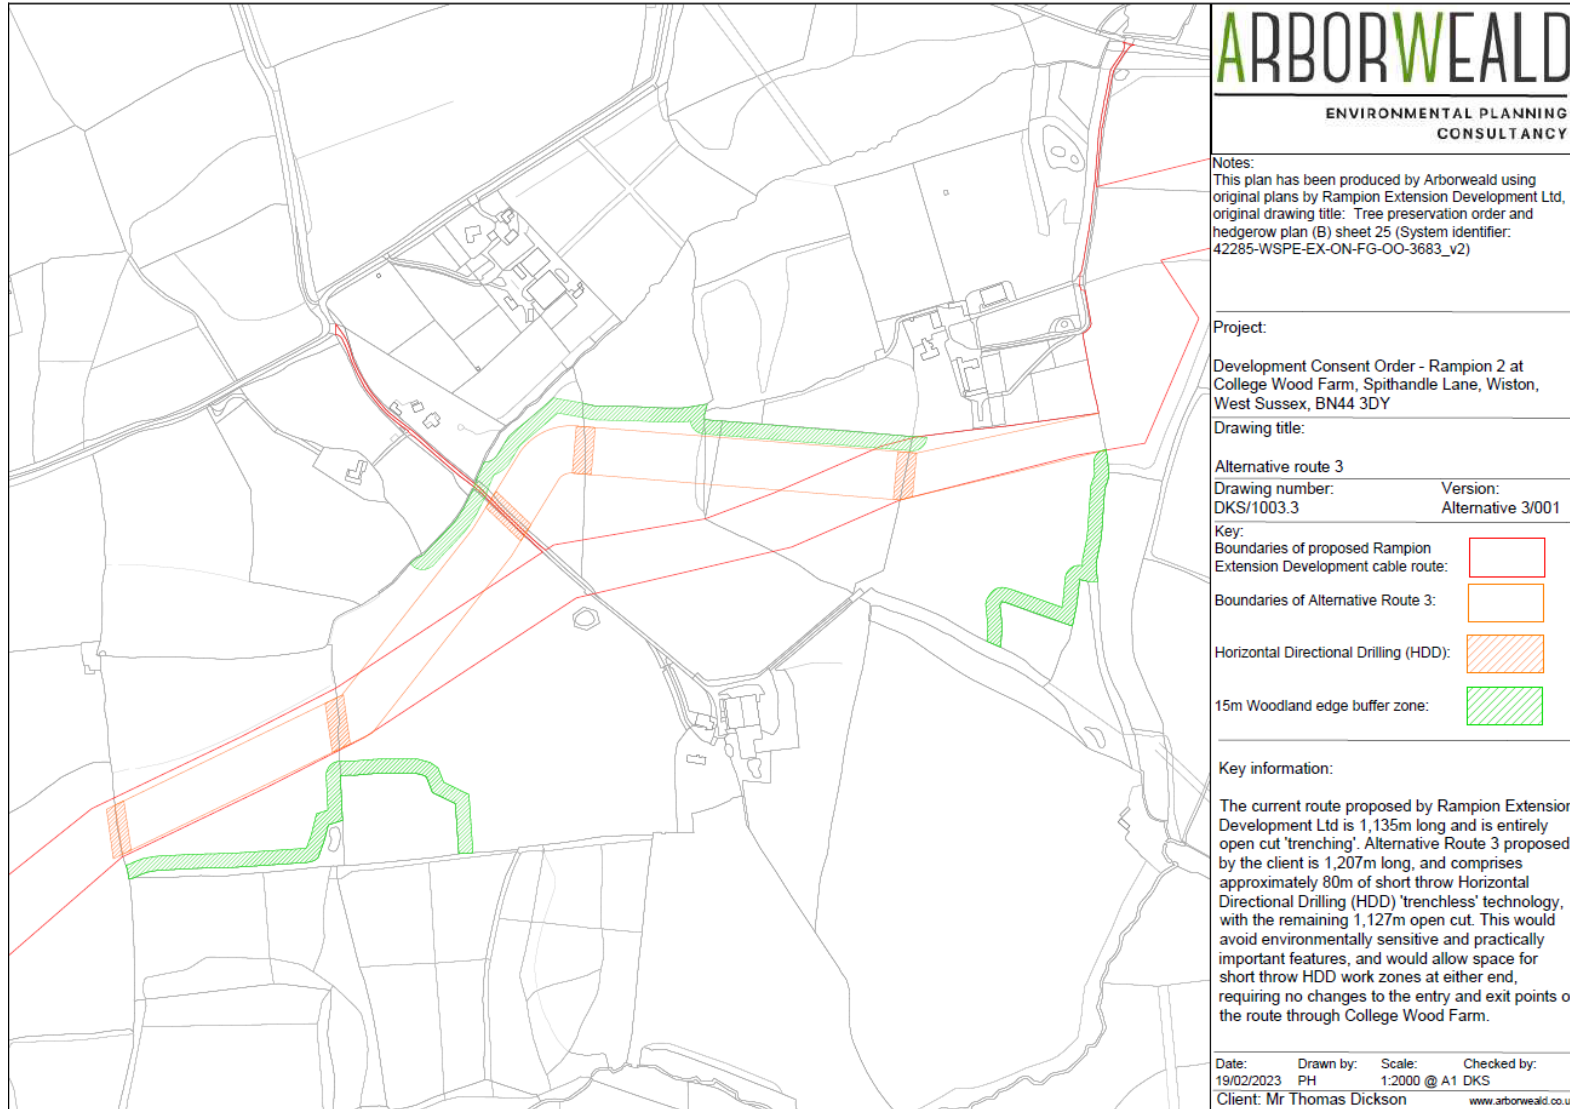 ARBORWEALD
ENVIRONMENTAL PLANNING
CONSULTANCY
Notes:
This plan has been produced by Arborweald using
original plans by Rampion Extension Development Ltd,
original drawing title: Tree preservation order and
hedgerow plan (B) sheet 25 (System identifier:
42285-WSPE-EX-ON-FG-OO-3683_v2)
Project:
Development Consent Order - Rampion 2 at
College Wood Farm, Spithandle Lane, Wiston,
West Sussex, BN44 3DY
Drawing title:
Alternative route 3
Drawing number: Version:
DKS/1003.3 Alternative 3/001
Key:
Boundaries of proposed Rampion
Extension Development cable route:
Boundaries of Alternative Route 3:
Horizontal Directional Drilling (HDD):
15m Woodland edge buffer zone:
Key information:
The current route proposed by Rampion Extension
Development Ltd is 1,135m long and is entirely
open cut 'trenching'. Alternative Route 3 proposed
by the client is 1,207m long, and comprises
approximately 80m of short throw Horizontal
Directional Drilling (HDD) 'trenchless' technology,
with the remaining 1,127m open cut. This would
avoid environmentally sensitive and practically
important features, and would allow space for
short throw HDD work zones at either end,
requiring no changes to the entry and exit points o
the route through College Wood Farm.
Date: Drawn by: Scale: Checked by:
19/02/2023 PH 1:2000 @ A1 DKS
Client: Mr Thomas Dickson www.arborweald.co.u